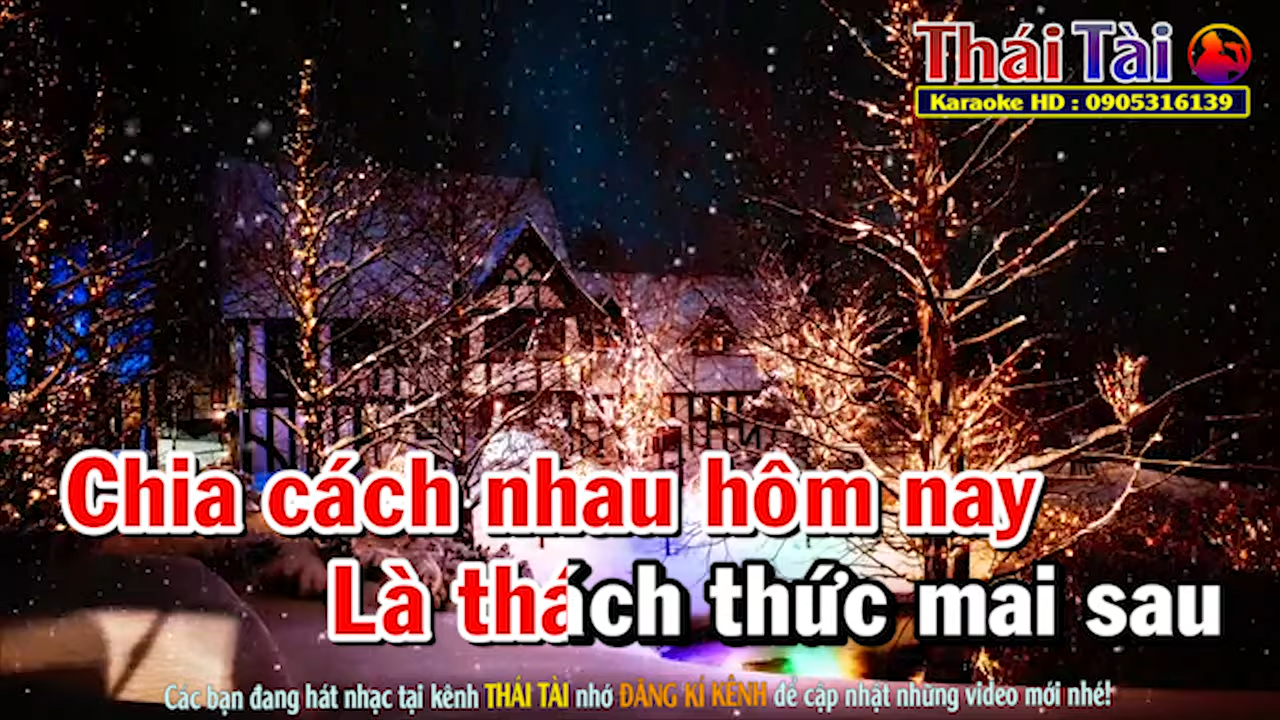 Thái Tài
Karaoke HD : 0905316139
Chia cách nhau hôm nay
Là thách thức mai sau
Các bạn đang hát nhạc tại kênh THÁI TÀI nhớ ĐĂNG KÍ KÊNH để cập nhật những video mới nhé!